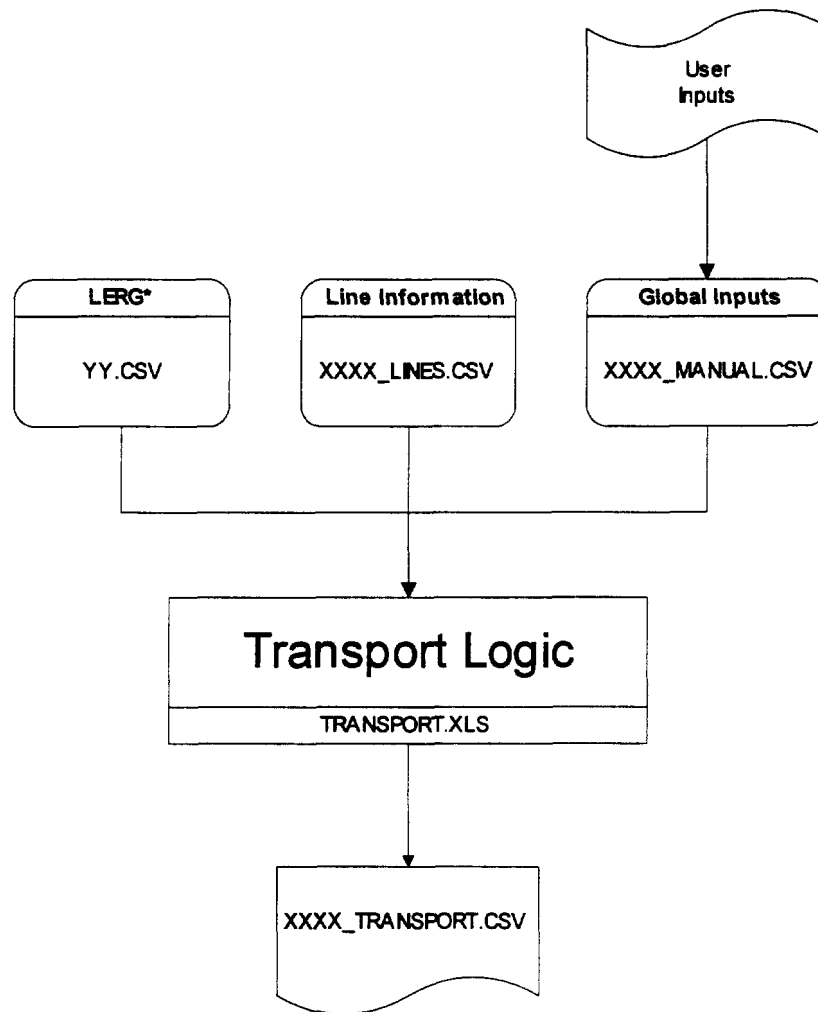 User
Inputs
LERG*
Line Information
Global Inputs
YY.CSV
XXXX_LINES.CSV
XXXX_MANUAL.CSV
Transport Logic
TRANSPORT.XLS
XXXX_TRANSPORT.CSV